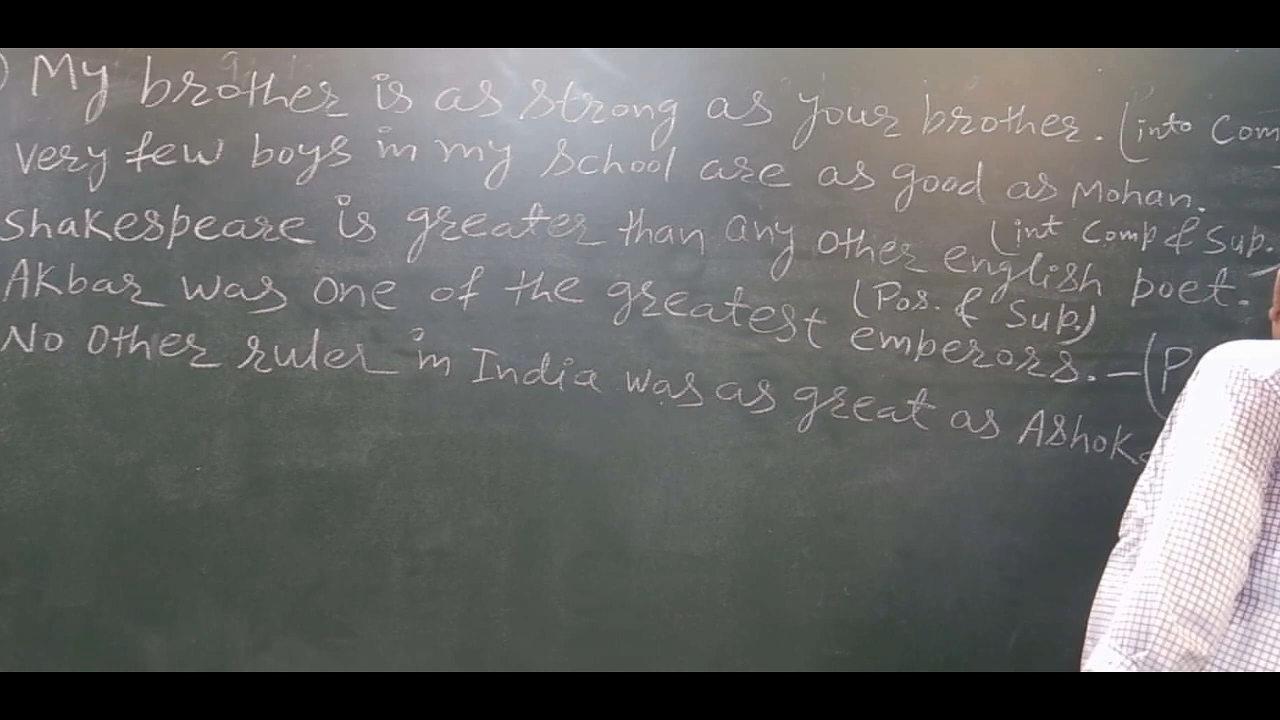 ) My brother is as strong as your brother. (into Com
very few boys in my school are as good as Mohan.
(int Comp & Sup.
Shakespeare is greater than any other english poet.
(Pos. & Sup.)
Akbar was one of the greatest emperors. - (P
No Other ruler in India was as great as Ashok